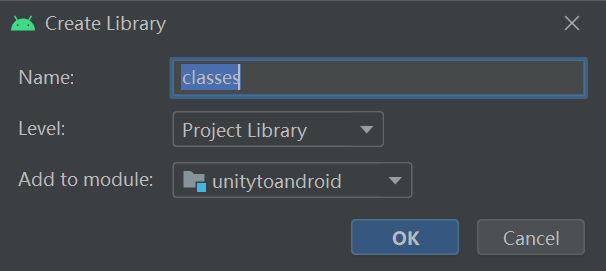 Create Library
Name: classes
Level: Project Library
Add to module: unitytoandroid
OK Cancel